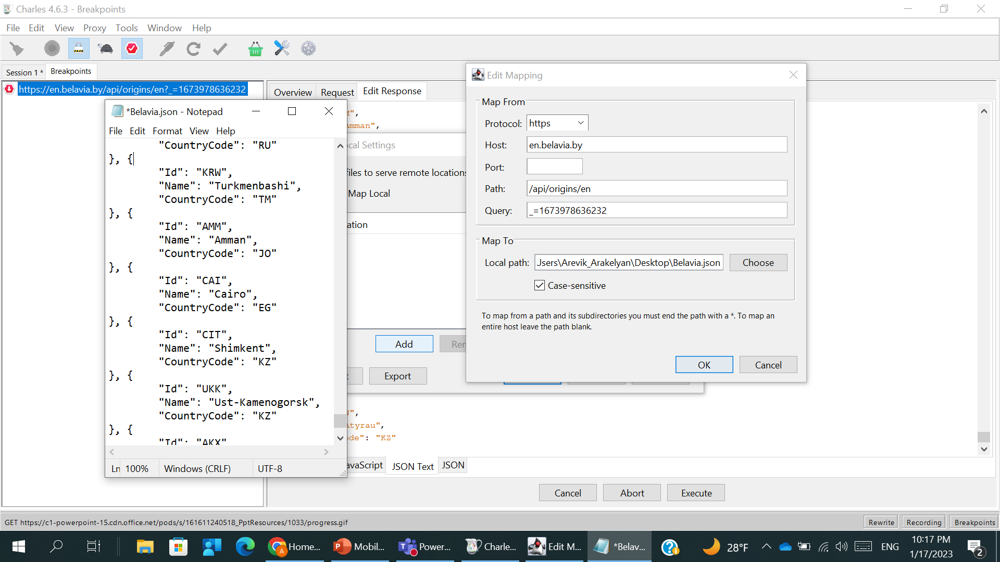 Charles 4.6.3 - Breakpoints
File Edit View Proxy Tools Window Help
Session 1 * Breakpoints
https://en.belavia.by/api/origins/en?_=1673978636232
Overview Request Edit Response
M",
Amman",
*Belavia.json - Notepad
File Edit Format View Help
"CountryCode": "RU"
}, {
"Id": "KRW",
"Name": "Turkmenbashi",
"CountryCode": "TM"
}, {
"Id": "AMM",
"Name": "Amman",
"CountryCode": "JO"
}, {
"Id": "CAI",
"Name": "Cairo",
"CountryCode": "EG"
}, {
"Id": "CIT",
"Name": "Shimkent",
"CountryCode": "KZ"
}, {
"Id": "UKK",
"Name": "Ust-Kamenogorsk",
"CountryCode": "KZ"
}, {
"Id": "AKX"
Ln 100% Windows (CRLF) UTF-8
cal Settings
files to serve remote locations
Map Local
ation
Add Ren
t Export
Edit Mapping
Map From
Protocol: https
Host: en.belavia.by
Port:
Path: /api/origins/en
Query: _=1673978636232
Map To
Local path: Jsers\Arevik_Arakelyan\Desktop\Belavia.json Choose
Case-sensitive
To map from a path and its subdirectories you must end the path with a *. To map an
entire host leave the path blank.
OK Cancel
",
Atyrau",
ode": "KZ"
avaScript JSON Text JSON
Cancel Abort Execute
GET https://c1-powerpoint-15.cdn.office.net/pods/s/161611240518_PptResources/1033/progress.gif
Rewrite Recording Breakpoints
A Home... P Mobil... Power... Charle... Edit M... *Belav... 28°F ENG
10:17 PM
1/17/2023
2